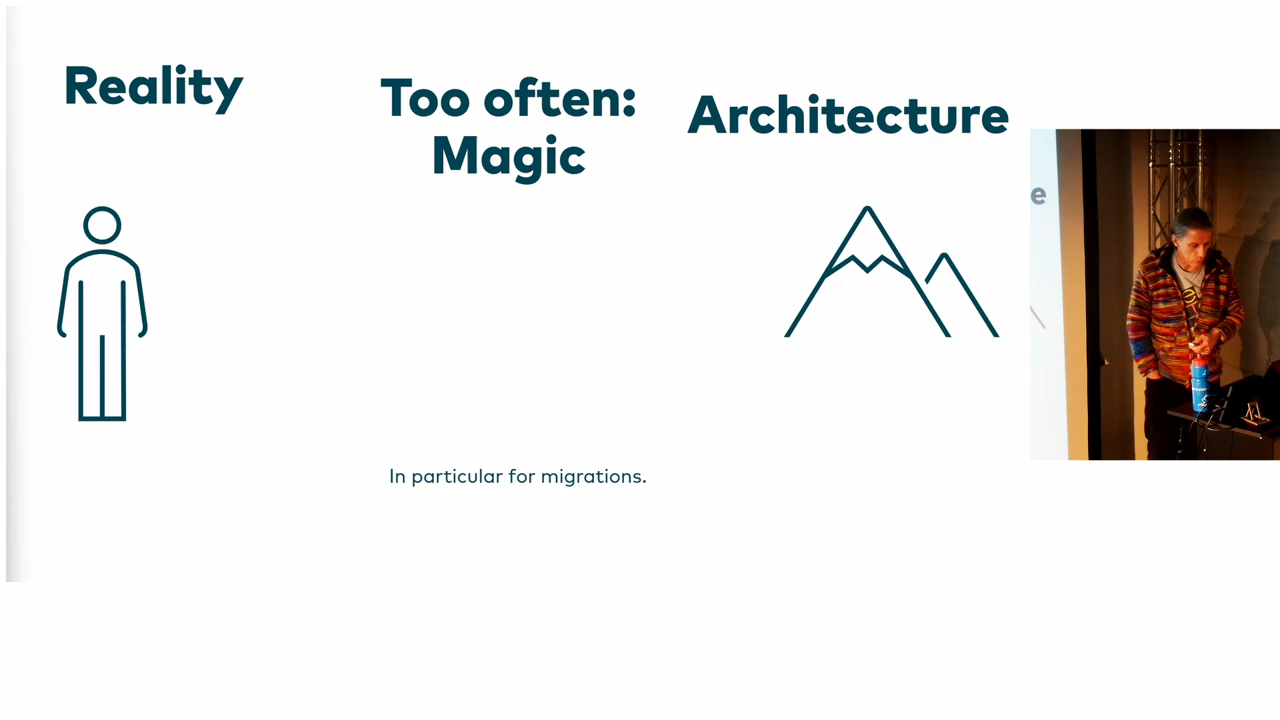 Reality
Too often:
Magic
Architecture
e
In particular for migrations.